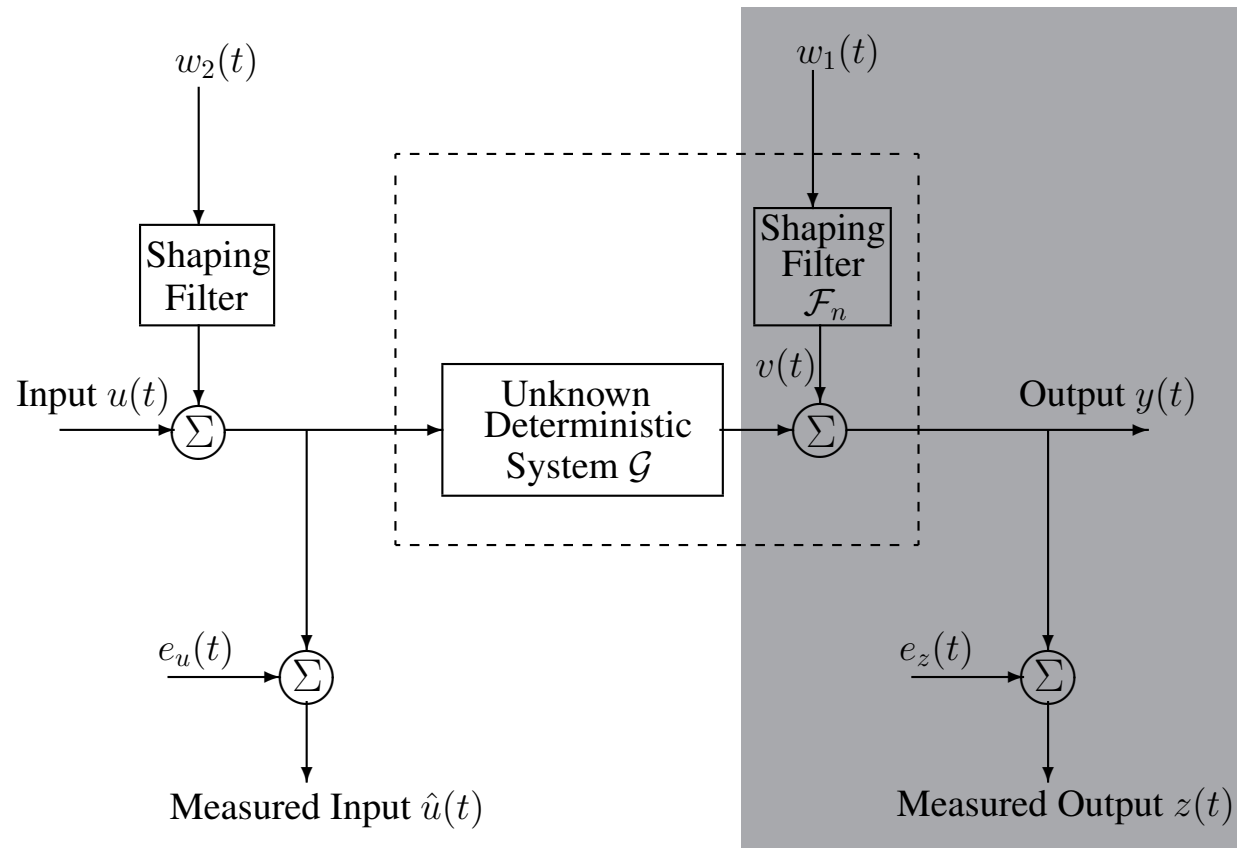 w₂(t)
w₁(t)
Shaping
Filter
Shaping
Filter
ℱₙ
v(t)
Input u(t)
Σ
Unknown
Deterministic
System 𝒢
Σ
Output y(t)
e_u(t)
Σ
e_z(t)
Σ
Measured Input û(t)
Measured Output z(t)